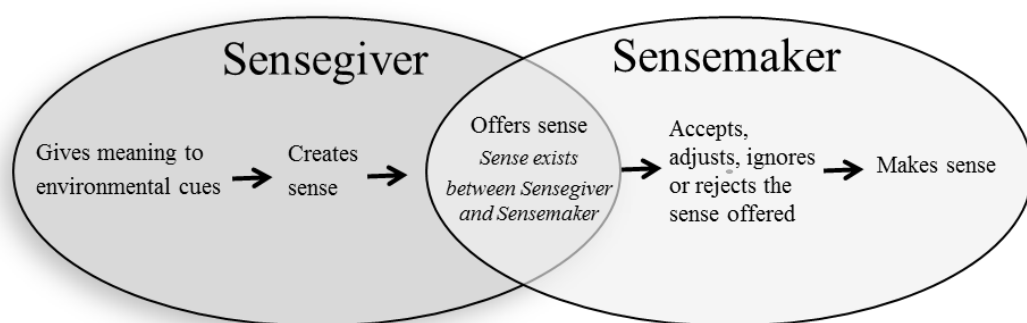 Sensegiver
Sensemaker
Gives meaning to
environmental cues
Creates
sense
Offers sense
Sense exists
between Sensegiver
and Sensemaker
Accepts,
adjusts, ignores
or rejects the
sense offered
Makes sense